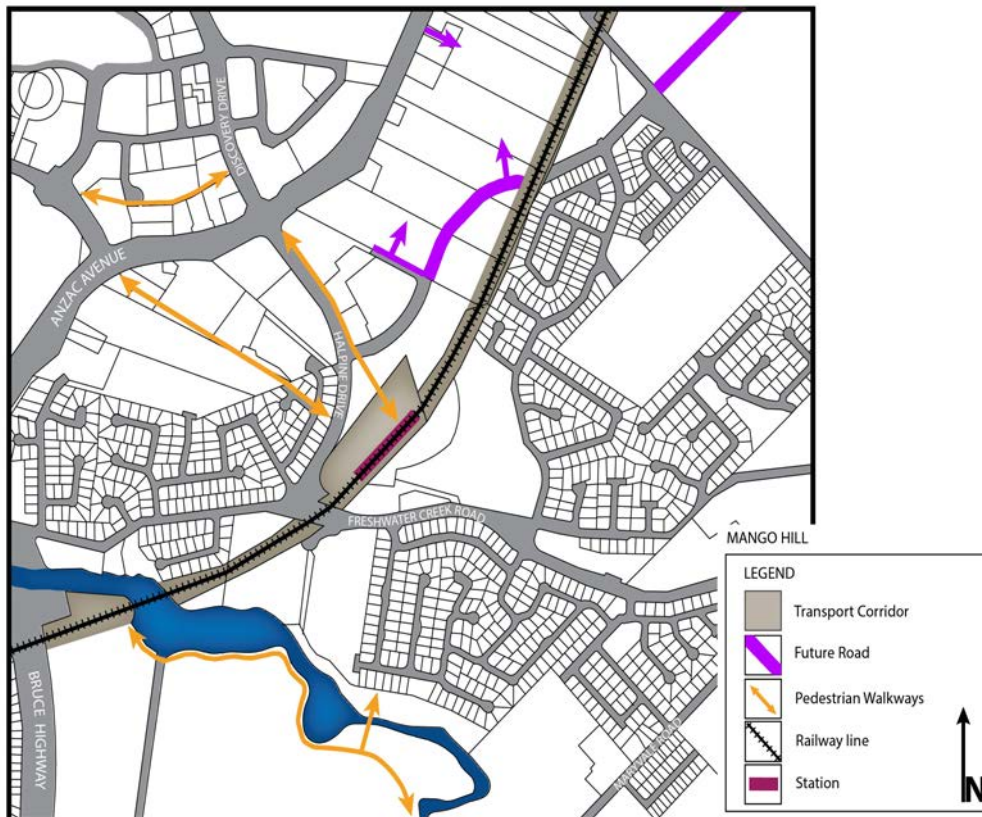 DISCOVERY DRIVE
ANZAC AVENUE
HALPINE DRIVE
FRESHWATER CREEK ROAD
BRUCE HIGHWAY
ROAD
MANGO HILL
LEGEND
Transport Corridor
Future Road
Pedestrian Walkways
Railway line
Station
N